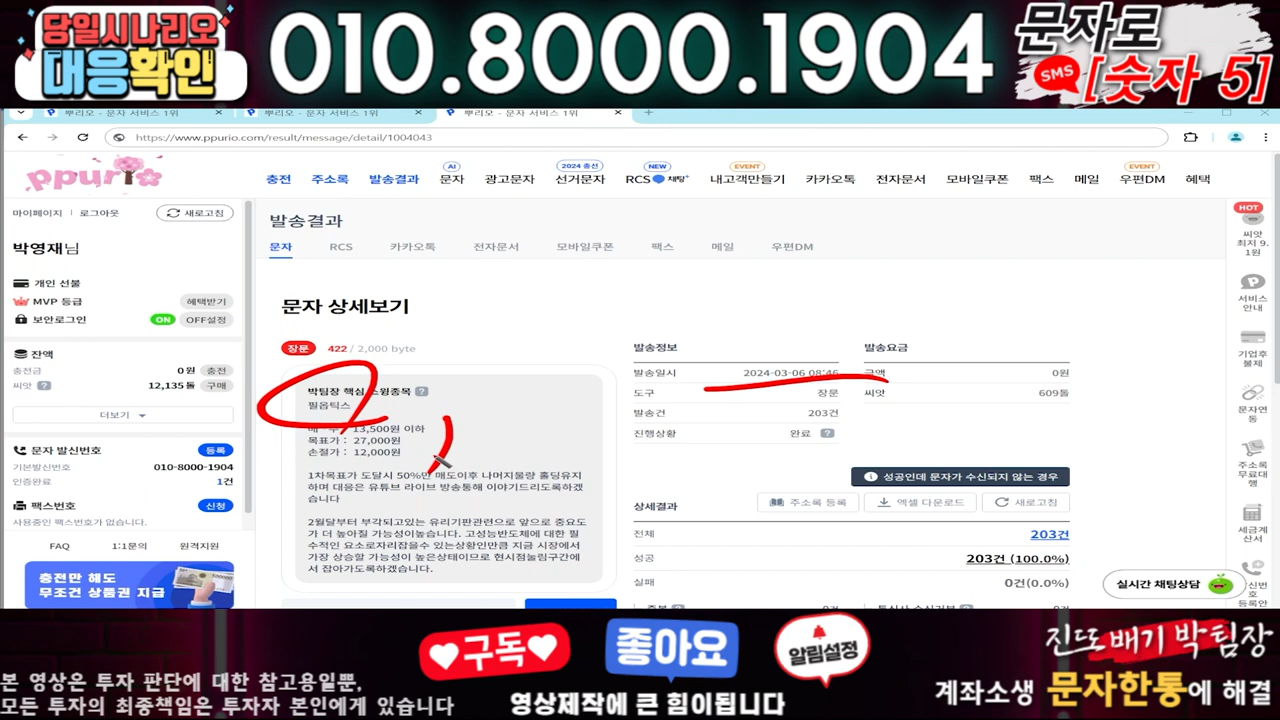 당일시나리오
대응확인
010.8000.1904
문자로
SMS
[숫자 5]
뿌리오 - 문자 서비스 1위
뿌리오 - 문자 서비스 1위
뿌리오 - 문자 서비스 1위
https://www.ppurio.com/result/message/detail/1004043
ppurio
충전
주소록
발송결과
AI
문자
광고문자
2024 총선
선거문자
NEW
RCS 채팅+
EVENT
내고객만들기
카카오톡
전자문서
모바일쿠폰
팩스
메일
EVENT
우편DM
혜택
마이페이지 | 로그아웃
새로고침
박영재님
개인 선불
MVP 등급
혜택받기
보안로그인
ON
OFF설정
잔액
충전금
0원
충전
씨앗 ?
12,135톨
구매
더보기
문자 발신번호
등록
기본발신번호
010-8000-1904
인증완료
1건
팩스번호
신청
사용중인 팩스번호가 없습니다.
FAQ
1:1문의
원격지원
충전만 해도
무조건 상품권 지급
발송결과
문자
RCS
카카오톡
전자문서
모바일쿠폰
팩스
메일
우편DM
문자 상세보기
장문
422 / 2,000 byte
박팀장 핵심 스윙종목 ?
필옵틱스
13,500원 이하
목표가 : 27,000원
손절가 : 12,000원
1차목표가 도달시 50%만 매도이후 나머지물량 홀딩유지
하며 대응은 유튜브 라이브 방송통해 이야기드리도록하겠
습니다
2월달부터 부각되고있는 유리기판관련으로 앞으로 중요도
가 더 높아질 가능성이높습니다. 고성능반도체에 대한 필
수적인 요소로자리잡을수 있는상황인만큼 지금 시장에서
가장 상승할 가능성이 높은상태이므로 현시점눌림구간에
서 잡아가도록하겠습니다.
발송정보
발송일시
2024-03-06 08:46
도구
장문
발송건
203건
진행상황
완료 ?
발송요금
금액
0원
씨앗
609톨
성공인데 문자가 수신되지 않는 경우
상세결과
주소록 등록
엑셀 다운로드
새로고침
전체
203건
성공
203건 (100.0%)
실패
0건(0.0%)
실시간 채팅상담
HOT
씨앗
최저 9.
1원
서비스
안내
기업후
불제
문자연
동
주소록
무료대
행
세금계
산서
발신번
호
등록안
구독
좋아요
알림설정
영상제작에 큰 힘이됩니다
본 영상은 투자 판단에 대한 참고용일뿐,
모든 투자의 최종책임은 투자자 본인에게 있습니다
진또배기 박팀장
계좌소생 문자한통에 해결